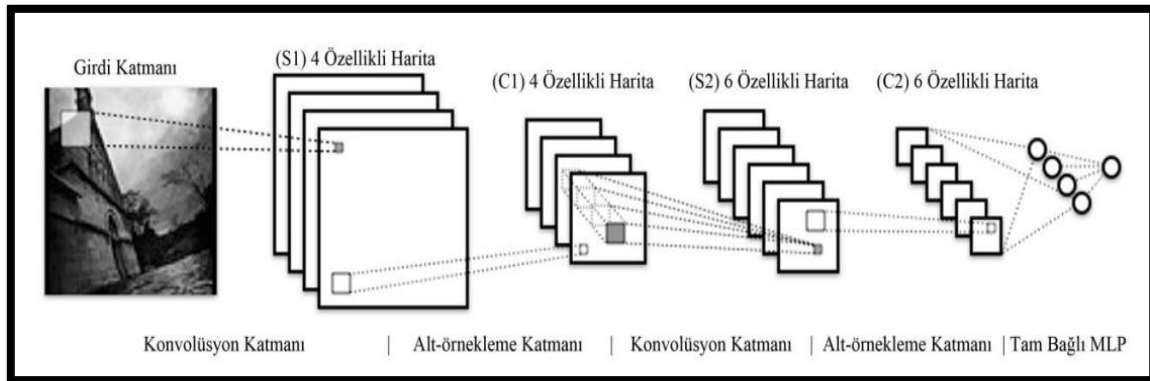 Girdi Katmanı
(S1) 4 Özellikli Harita
(C1) 4 Özellikli Harita
(S2) 6 Özellikli Harita
(C2) 6 Özellikli Harita
Konvolüsyon Katmanı | Alt-örnekleme Katmanı | Konvolüsyon Katmanı | Alt-örnekleme Katmanı | Tam Bağlı MLP